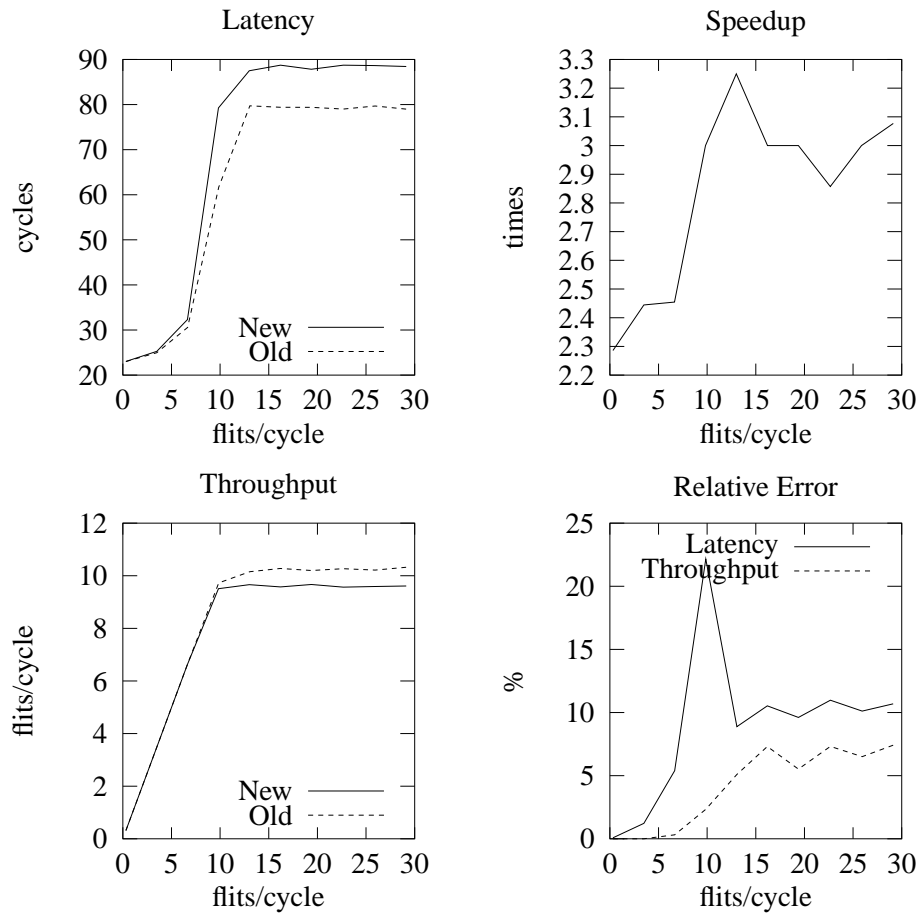 Latency
90
80
70
60
50
40
30
20
cycles
New
Old
0 5 10 15 20 25 30
flits/cycle
Speedup
3.3
3.2
3.1
3
2.9
2.8
2.7
2.6
2.5
2.4
2.3
2.2
times
0 5 10 15 20 25 30
flits/cycle
Throughput
12
10
8
6
4
2
0
flits/cycle
New
Old
0 5 10 15 20 25 30
flits/cycle
Relative Error
25
20
15
10
5
0
%
Latency
Throughput
0 5 10 15 20 25 30
flits/cycle